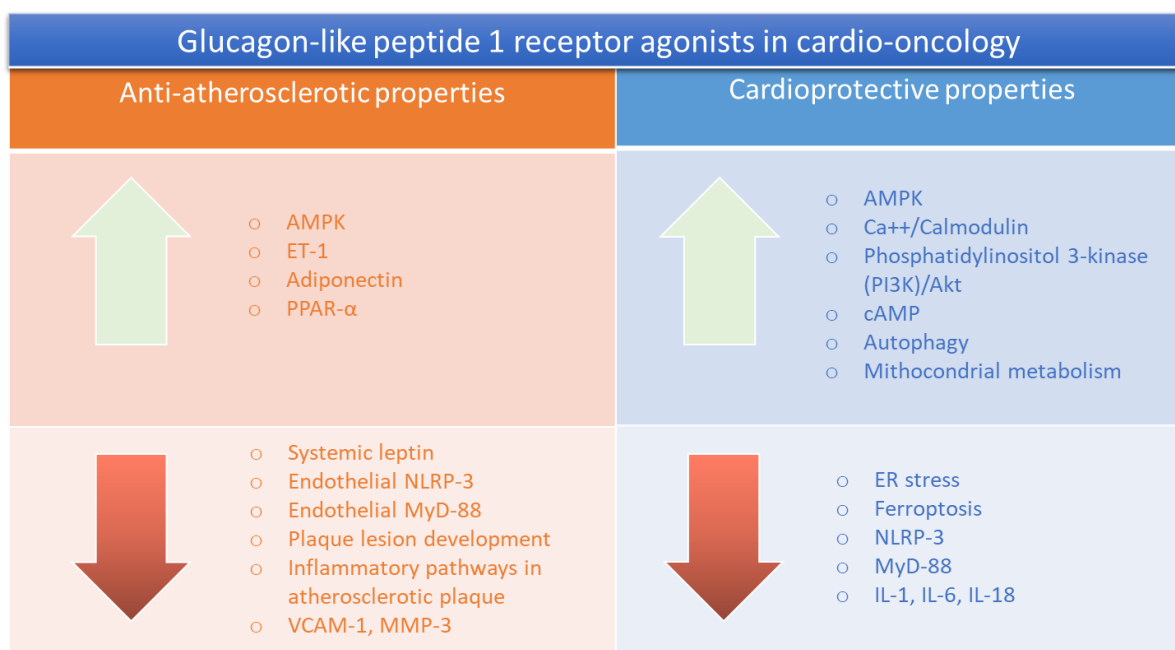 Glucagon-like peptide 1 receptor agonists in cardio-oncology
Anti-atherosclerotic properties
Cardioprotective properties
○ AMPK
○ ET-1
○ Adiponectin
○ PPAR-α
○ AMPK
○ Ca++/Calmodulin
○ Phosphatidylinositol 3-kinase
(PI3K)/Akt
○ cAMP
○ Autophagy
○ Mithocondrial metabolism
○ Systemic leptin
○ Endothelial NLRP-3
○ Endothelial MyD-88
○ Plaque lesion development
○ Inflammatory pathways in
atherosclerotic plaque
○ VCAM-1, MMP-3
○ ER stress
○ Ferroptosis
○ NLRP-3
○ MyD-88
○ IL-1, IL-6, IL-18